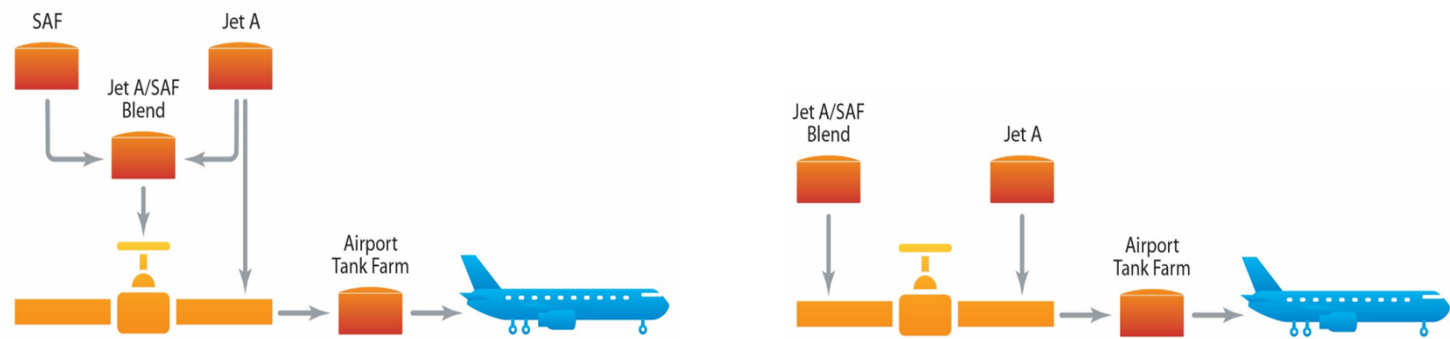 SAF
Jet A
Jet A/SAF
Blend
Airport
Tank Farm
Jet A/SAF
Blend
Jet A
Airport
Tank Farm